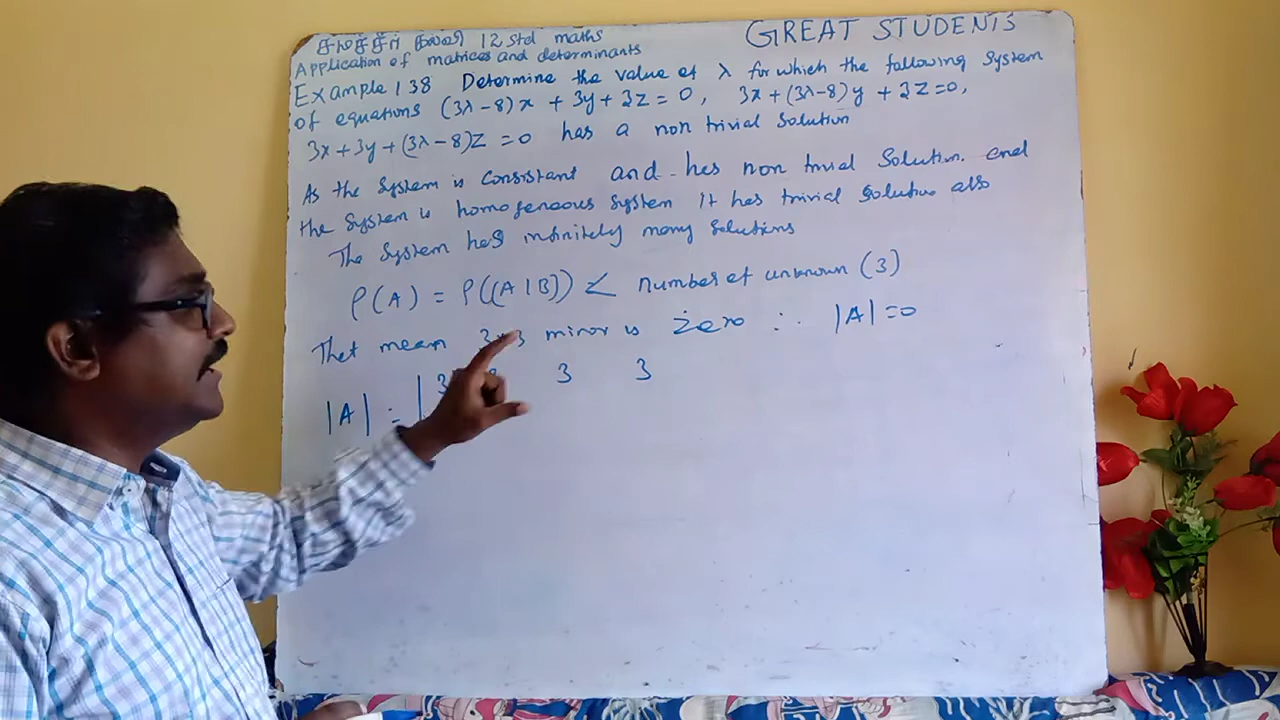 12 std maths
GREAT STUDENTS
Application of matrices and determinants
Example 1 38 Determine the value of λ for which the following System
of equations (3λ-8)x + 3y + 3z = 0, 3x + (3λ-8)y + 3z = 0,
3x + 3y + (3λ-8)z = 0 has a non trivial Solution
As the System is Consistant and has non trivial Solution. and
the System is homogeneous System it has trivial Solution also
The System has infinitely many Solutions
ρ(A) = ρ((A|B)) < number of unknown (3)
That mean 3x3 minor is zero ∴ |A| = 0
|A| = | 3 3 3